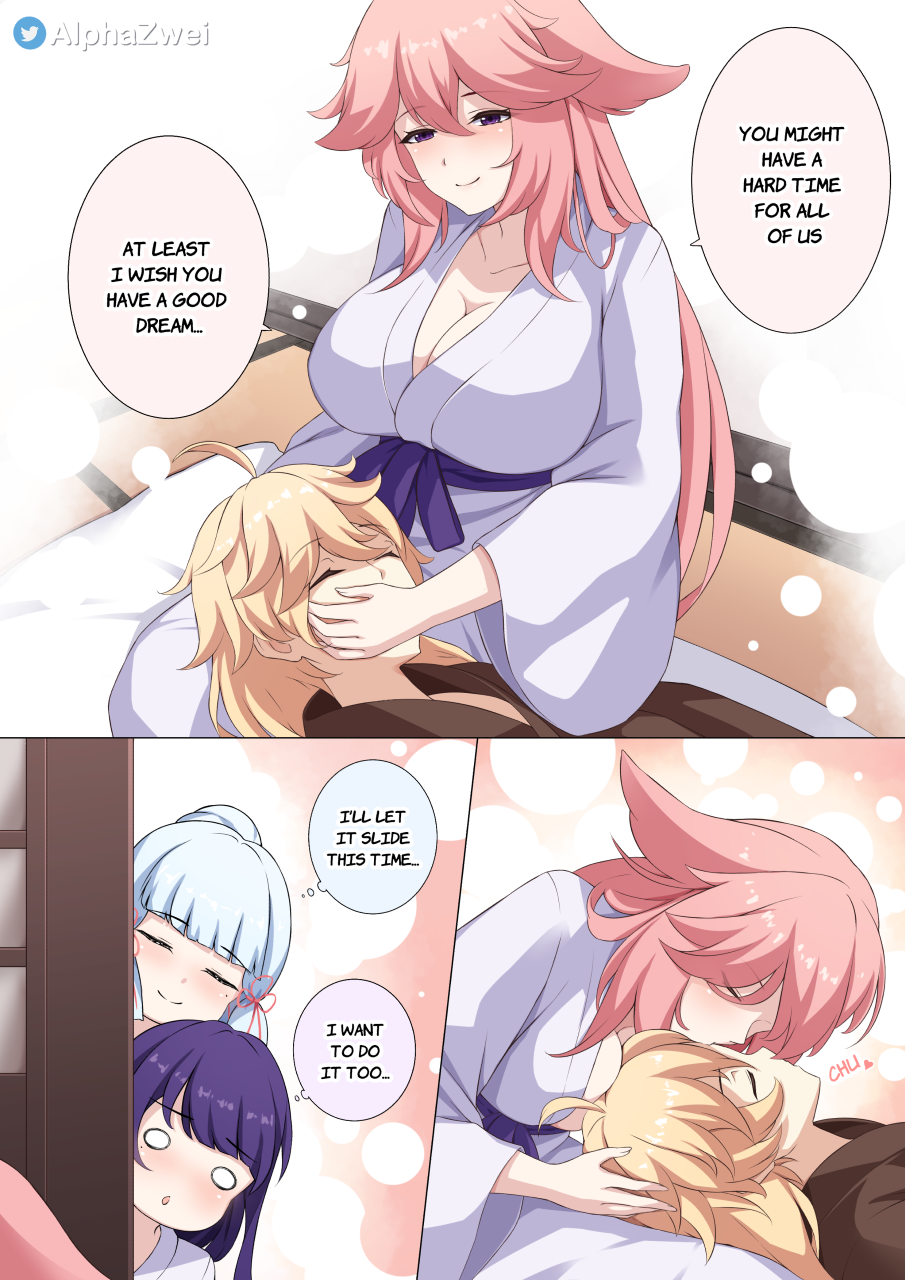 AlphaZwei
YOU MIGHT
HAVE A
HARD TIME
FOR ALL
OF US
AT LEAST
I WISH YOU
HAVE A GOOD
DREAM...
I'LL LET
IT SLIDE
THIS TIME...
I WANT
TO DO
IT TOO...
CHU